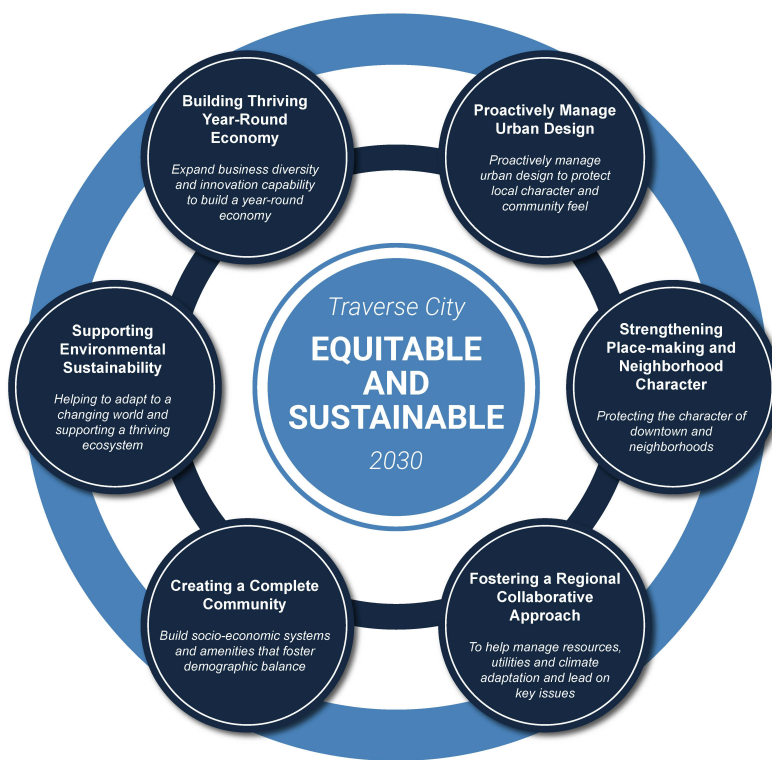 Building Thriving
Year-Round
Economy
Expand business diversity
and innovation capability
to build a year-round
economy
Proactively Manage
Urban Design
Proactively manage
urban design to protect
local character and
community feel
Supporting
Environmental
Sustainability
Helping to adapt to a
changing world and
supporting a thriving
ecosystem
Traverse City
EQUITABLE
AND
SUSTAINABLE
2030
Strengthening
Place-making and
Neighborhood
Character
Protecting the character of
downtown and
neighborhoods
Creating a Complete
Community
Build socio-economic systems
and amenities that foster
demographic balance
Fostering a Regional
Collaborative
Approach
To help manage resources,
utilities and climate
adaptation and lead on
key issues